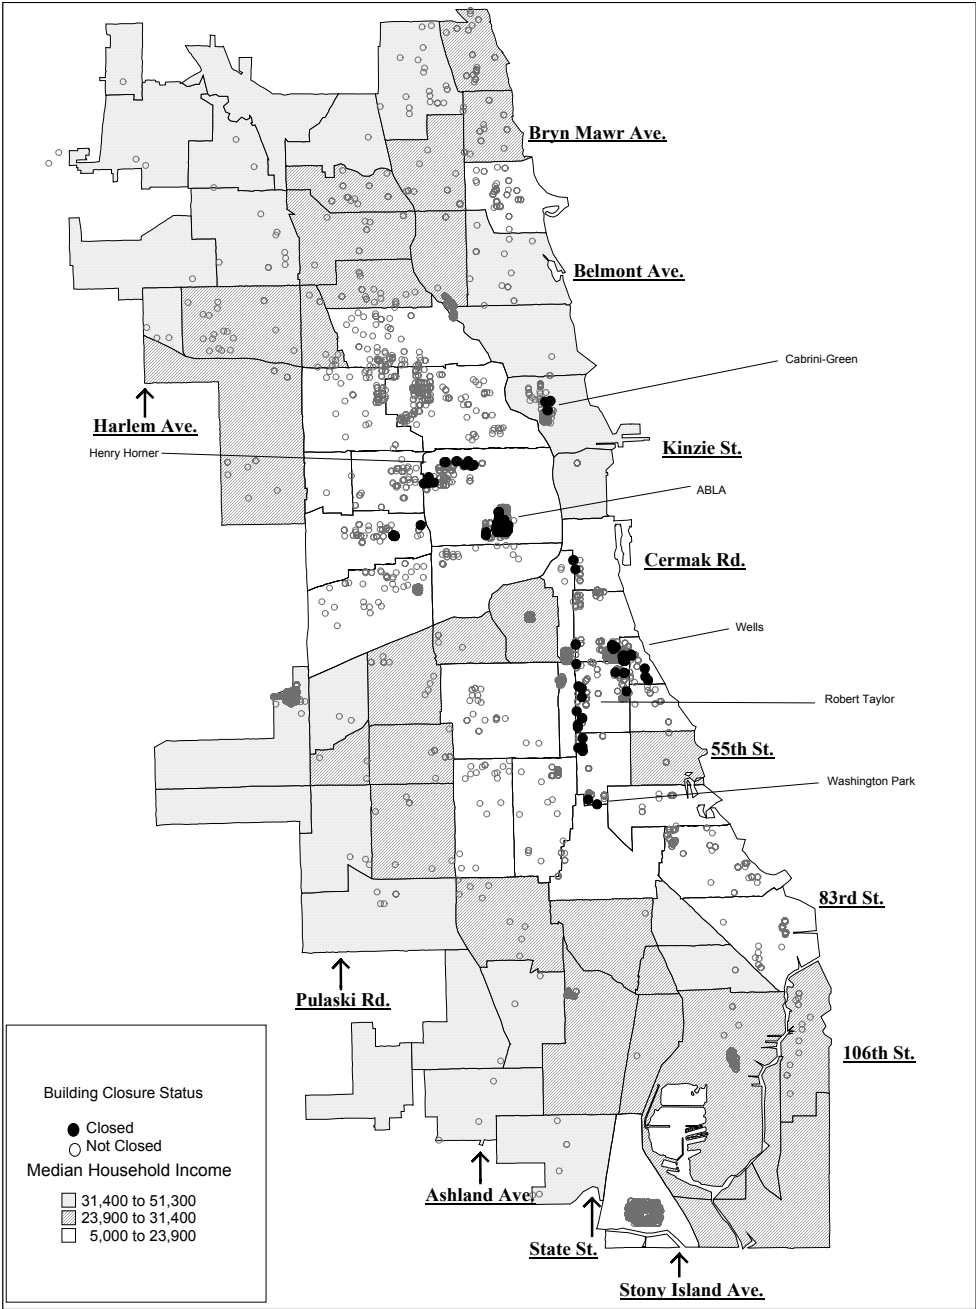 Bryn Mawr Ave.
Belmont Ave.
Cabrini-Green
Harlem Ave.
Kinzie St.
Henry Horner
ABLA
Cermak Rd.
Wells
Robert Taylor
55th St.
Washington Park
83rd St.
Pulaski Rd.
106th St.
Building Closure Status
Closed
Not Closed
Median Household Income
31,400 to 51,300
23,900 to 31,400
5,000 to 23,900
Ashland Ave.
State St.
Stony Island Ave.